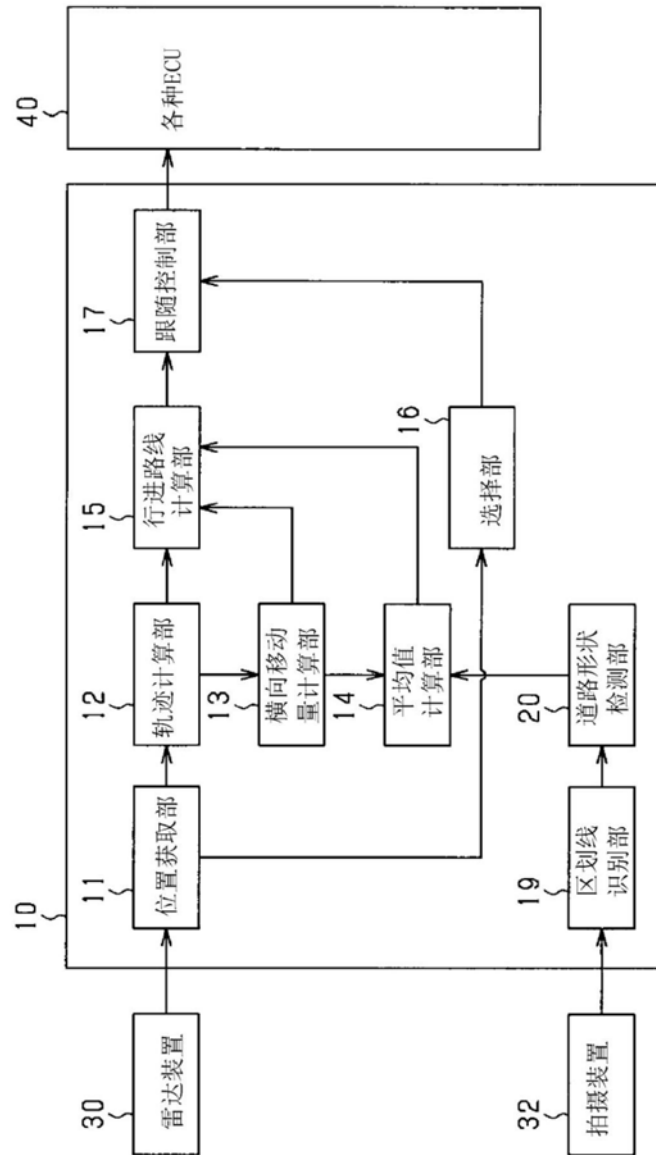 10
40
各种ECU
30
雷达装置
11
位置获取部
12
轨迹计算部
15
行进路线
计算部
17
跟随控制部
13
横向移动
量计算部
14
平均值
计算部
16
选择部
32
拍摄装置
19
区划线
识别部
20
道路形状
检测部